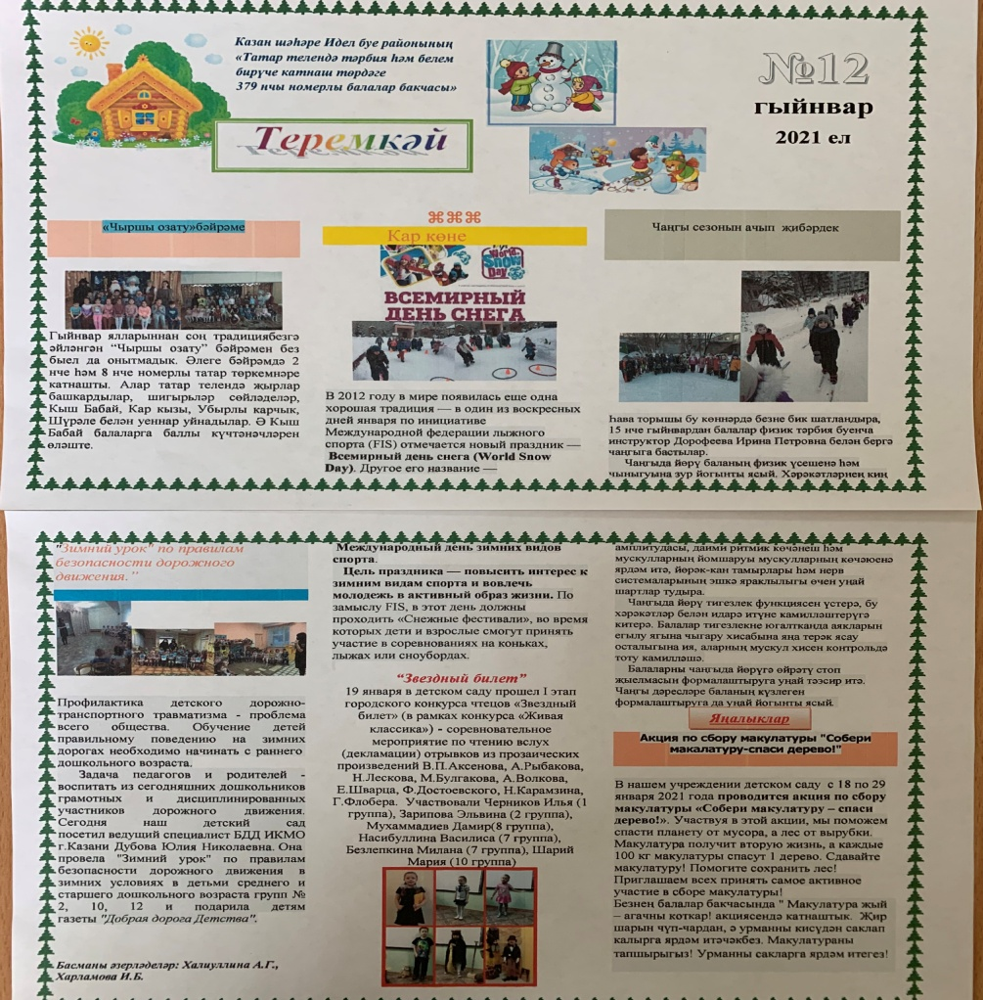 Казан шәһәре Идел буе районының
«Татар телендә тәрбия һәм белем
бирүче катнаш төрдәге
379 нчы номерлы балалар бакчасы»
Теремкәй
№12
гыйнвар
2021 ел
«Чыршы озату»бәйрәме
Гыйнвар ялларыннан соң традициябезгә
әйләнгән “Чыршы озату” бәйрәмен без
быел да онытмадык. Әлеге бәйрәмдә 2
нче һәм 8 нче номерлы татар төркемнәре
катнашты. Алар татар телендә җырлар
башкардылар, шигырьләр сөйләделәр,
Кыш Бабай, Кар кызы, Убырлы карчык,
Шүрәле белән уеннар уйнадылар. Ә Кыш
Бабай балаларга баллы күчтәнәчләрен
өләште.
⌘⌘⌘
Кар көне
World
Snow
Day
ВСЕМИРНЫЙ
ДЕНЬ СНЕГА
В 2012 году в мире появилась еще одна
хорошая традиция — в один из воскресных
дней января по инициативе
Международной федерации лыжного
спорта (FIS) отмечается новый праздник —
Всемирный день снега (World Snow
Day). Другое его название —
Чаңгы сезонын ачып җибәрдек
Һава торышы бу көннәрдә безне бик шатландыра,
15 нче гыйнвардан балалар физик тәрбия буенча
инструктор Дорофеева Ирина Петровна белән бергә
чаңгыга бастылар.
Чаңгыда йөрү баланың физик үсешенә һәм
чыныгуына зур йогынты ясый. Хәрәкәтләрнең киң
"Зимний урок" по правилам
безопасности дорожного
движения."
Профилактика детского дорожно-
транспортного травматизма - проблема
всего общества. Обучение детей
правильному поведению на зимних
дорогах необходимо начинать с раннего
дошкольного возраста.
Задача педагогов и родителей -
воспитать из сегодняшних дошкольников
грамотных и дисциплинированных
участников дорожного движения.
Сегодня наш детский сад
посетил ведущий специалист БДД ИКМО
г.Казани Дубова Юлия Николаевна. Она
провела "Зимний урок" по правилам
безопасности дорожного движения в
зимних условиях в детьми среднего и
старшего дошкольного возраста групп №
2, 10, 12 и подарила детям
газеты "Добрая дорога Детства".
Басманы әзерләделәр: Халиуллина А.Г.,
Харламова И.Б.
Международный день зимних видов
спорта.
Цель праздника — повысить интерес к
зимним видам спорта и вовлечь
молодежь в активный образ жизни. По
замыслу FIS, в этот день должны
проходить «Снежные фестивали», во время
которых дети и взрослые смогут принять
участие в соревнованиях на коньках,
лыжах или сноубордах.
“Звездный билет”
19 января в детском саду прошел I этап
городского конкурса чтецов «Звездный
билет» (в рамках конкурса «Живая
классика») - соревновательное
мероприятие по чтению вслух
(декламации) отрывков из прозаических
произведений В.П.Аксенова, А.Рыбакова,
Н.Лескова, М.Булгакова, А.Волкова,
Е.Шварца, Ф.Достоевского, Н.Карамзина,
Г.Флобера. Участвовали Черников Илья (1
группа), Зарипова Эльвина (2 группа),
Мухаммадиев Дамир(8 группа),
Насибуллина Василиса (7 группа),
Безлепкина Милана (7 группа), Шарий
Мария (10 группа)
амплитудасы, даими ритмик көчәнеш һәм
мускулларның йомшаруы мускулларның көчәюенә
ярдәм итә, йөрәк-кан тамырлары һәм нерв
системаларының эшкә яраклылыгы өчен уңай
шартлар тудыра.
Чаңгыда йөрү тигезлек функциясен үстерә, бу
хәрәкәтләр белән идарә итүне камилләштерүгә
китерә. Балалар тигезлекне югалтканда аякларын
егылу ягына чыгару хисабына яңа терәк ясау
осталыгына ия, аларның мускул хисен контрольдә
тоту камилләшә.
Балаларны чаңгыда йөрүгә өйрәтү стоп
җыелмасын формалаштыруга уңай тәэсир итә.
Чаңгы дәресләре баланың күзлеген
формалаштыруга да уңай йогынты ясый.
Яңалыклар
Акция по сбору макулатуры "Собери
макалатуру-спаси дерево!"
В нашем учреждении детском саду с 18 по 29
января 2021 года проводится акция по сбору
макулатуры «Собери макулатуру – спаси
дерево!». Участвуя в этой акции, мы поможем
спасти планету от мусора, а лес от вырубки.
Макулатура получит вторую жизнь, а каждые
100 кг макулатуры спасут 1 дерево. Сдавайте
макулатуру! Помогите сохранить лес!
Приглашаем всех принять самое активное
участие в сборе макулатуры!
Безнең балалар бакчасында " Макулатура җый
– агачны коткар! акциясендә катнаштык. Җир
шарын чүп-чардан, ә урманны кисүдән саклап
калырга ярдәм итәчәкбез. Макулатураны
тапшырыгыз! Урманны сакларга ярдәм итегез!